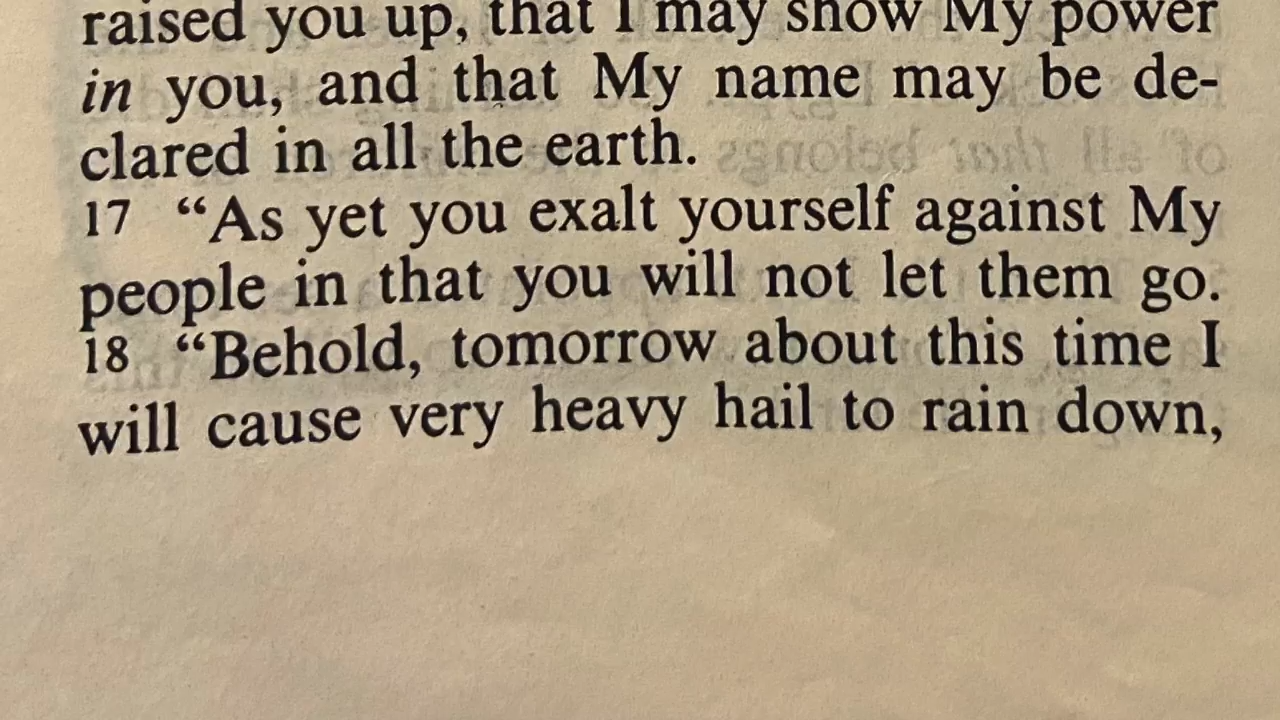 raised you up, that I may show My power
in you, and that My name may be de-
clared in all the earth.
17 “As yet you exalt yourself against My
people in that you will not let them go.
18 “Behold, tomorrow about this time I
will cause very heavy hail to rain down,